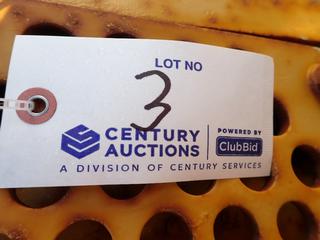 LOT NO
3
CENTURY
AUCTIONS
POWERED BY
ClubBid
A DIVISION OF CENTURY SERVICES